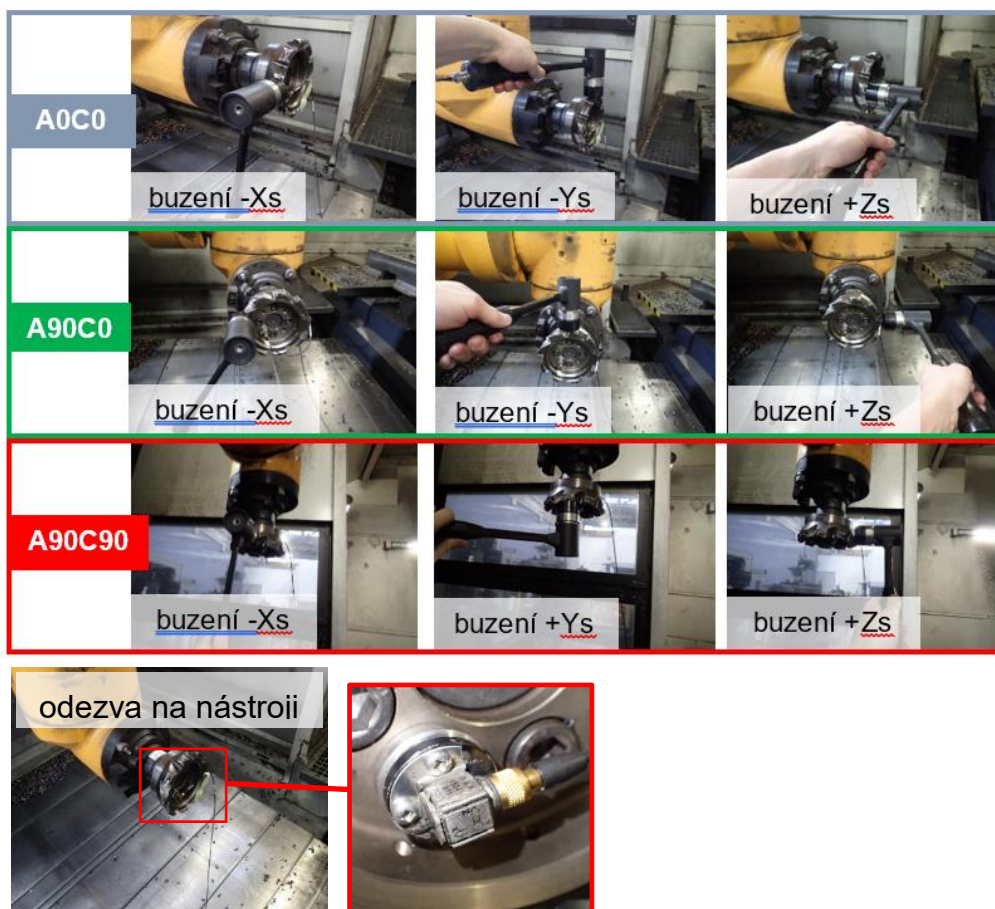 A0C0
buzení -Xs
buzení -Ys
buzení +Zs
A90C0
buzení -Xs
buzení -Ys
buzení +Zs
A90C90
buzení -Xs
buzení +Ys
buzení +Zs
odezva na nástroji